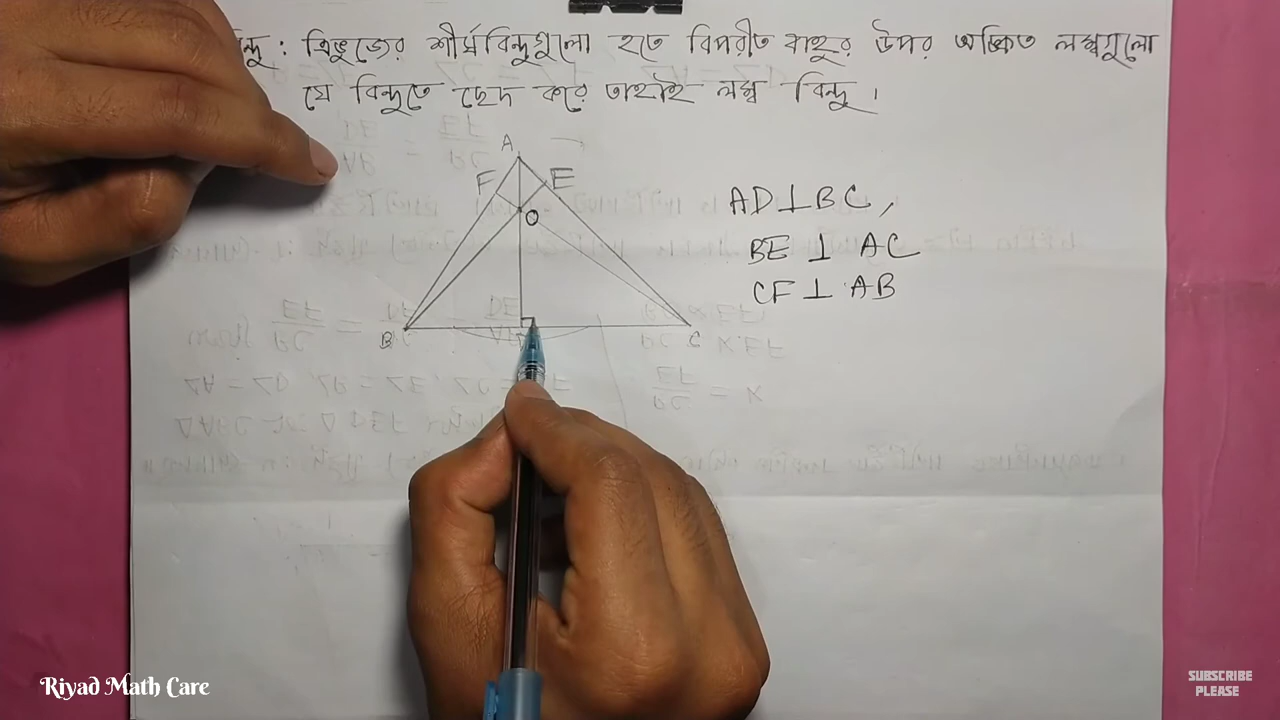 ন্দু : ত্রিভুজের শীর্ষবিন্দুগুলো হতে বিপরীত বাহুর উপর অঙ্কিত লম্বগুলো
যে বিন্দুতে ছেদ করে তাহাই লম্ব বিন্দু।
A
F E
O
B C
AD⊥BC,
BE ⊥ AC
CF⊥AB
Riyad Math Care
SUBSCRIBE
PLEASE